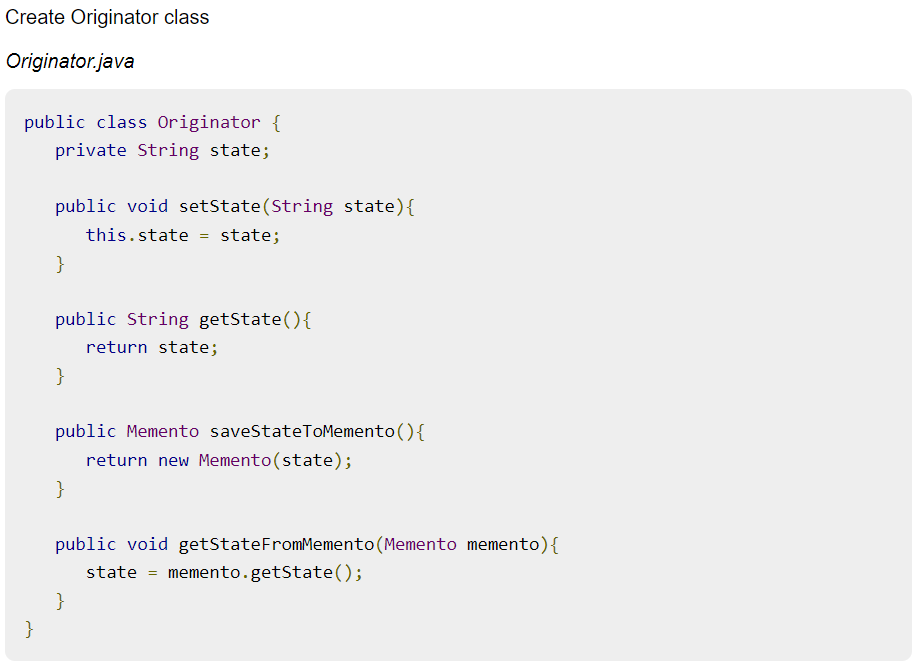 Create Originator class
Originator.java
public class Originator {
   private String state;

   public void setState(String state){
      this.state = state;
   }

   public String getState(){
      return state;
   }

   public Memento saveStateToMemento(){
      return new Memento(state);
   }

   public void getStateFromMemento(Memento memento){
      state = memento.getState();
   }
}